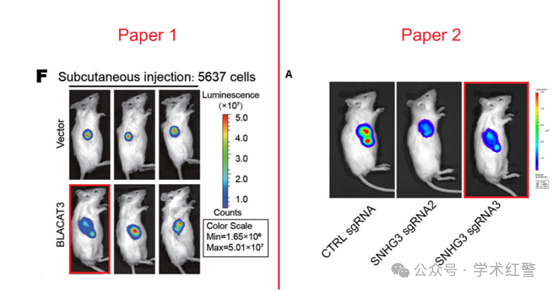 Paper 1
Paper 2
F
Subcutaneous injection: 5637 cells
Luminescence
(×10⁷)
5.0
4.0
3.0
2.0
1.0
Counts
Color Scale
Min=1.65×10⁶
Max=5.01×10⁷
Vector
BLACAT3
A
CTRL sgRNA
SNHG3 sgRNA2
SNHG3 sgRNA3
公众号 · 学术红警